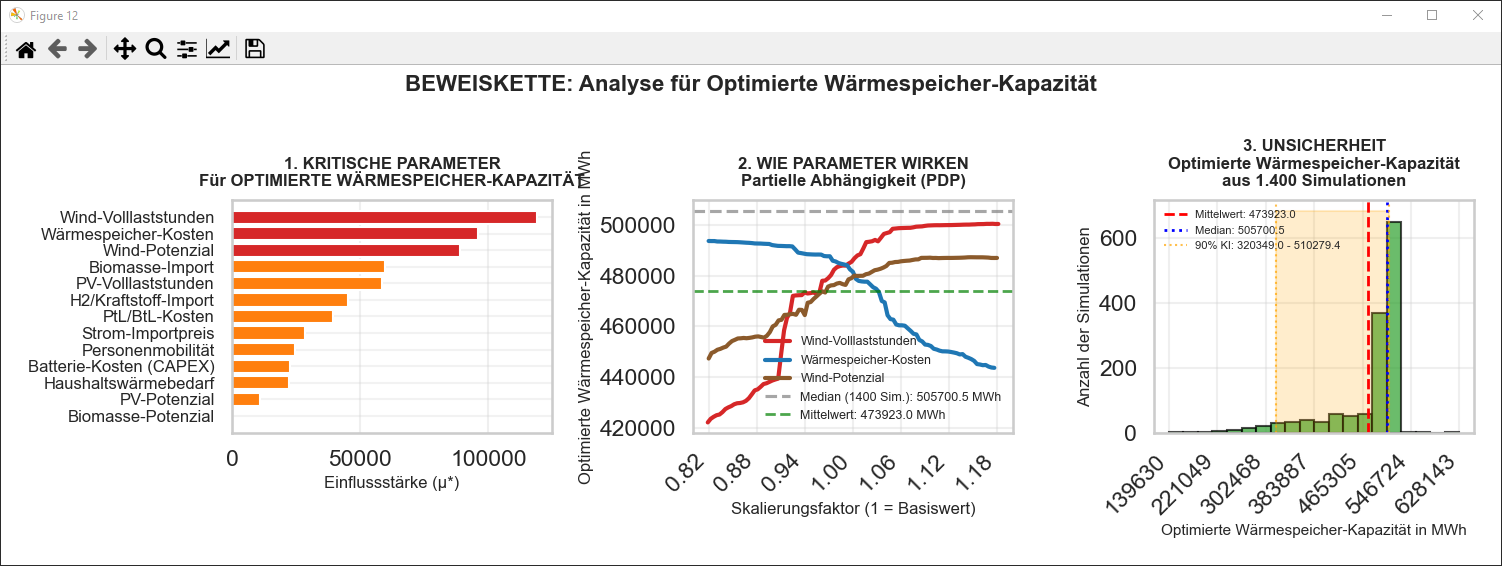 Figure 12
BEWEISKETTE: Analyse für Optimierte Wärmespeicher-Kapazität
1. KRITISCHE PARAMETER
Für OPTIMIERTE WÄRMESPEICHER-KAPAZITÄT
Wind-Volllaststunden
Wärmespeicher-Kosten
Wind-Potenzial
Biomasse-Import
PV-Volllaststunden
H2/Kraftstoff-Import
PtL/BtL-Kosten
Strom-Importpreis
Personenmobilität
Batterie-Kosten (CAPEX)
Haushaltswärmebedarf
PV-Potenzial
Biomasse-Potenzial
0 50000 100000
Einflussstärke (µ*)
2. WIE PARAMETER WIRKEN
Partielle Abhängigkeit (PDP)
Optimierte Wärmespeicher-Kapazität in MWh
500000
480000
460000
440000
420000
Wind-Volllaststunden
Wärmespeicher-Kosten
Wind-Potenzial
Median (1400 Sim.): 505700.5 MWh
Mittelwert: 473923.0 MWh
0.82 0.88 0.94 1.00 1.06 1.12 1.18
Skalierungsfaktor (1 = Basiswert)
3. UNSICHERHEIT
Optimierte Wärmespeicher-Kapazität
aus 1.400 Simulationen
Anzahl der Simulationen
600
400
200
0
Mittelwert: 473923.0
Median: 505700.5
90% KI: 320349.0 - 510279.4
139630 221049 302468 383887 465305 546724 628143
Optimierte Wärmespeicher-Kapazität in MWh